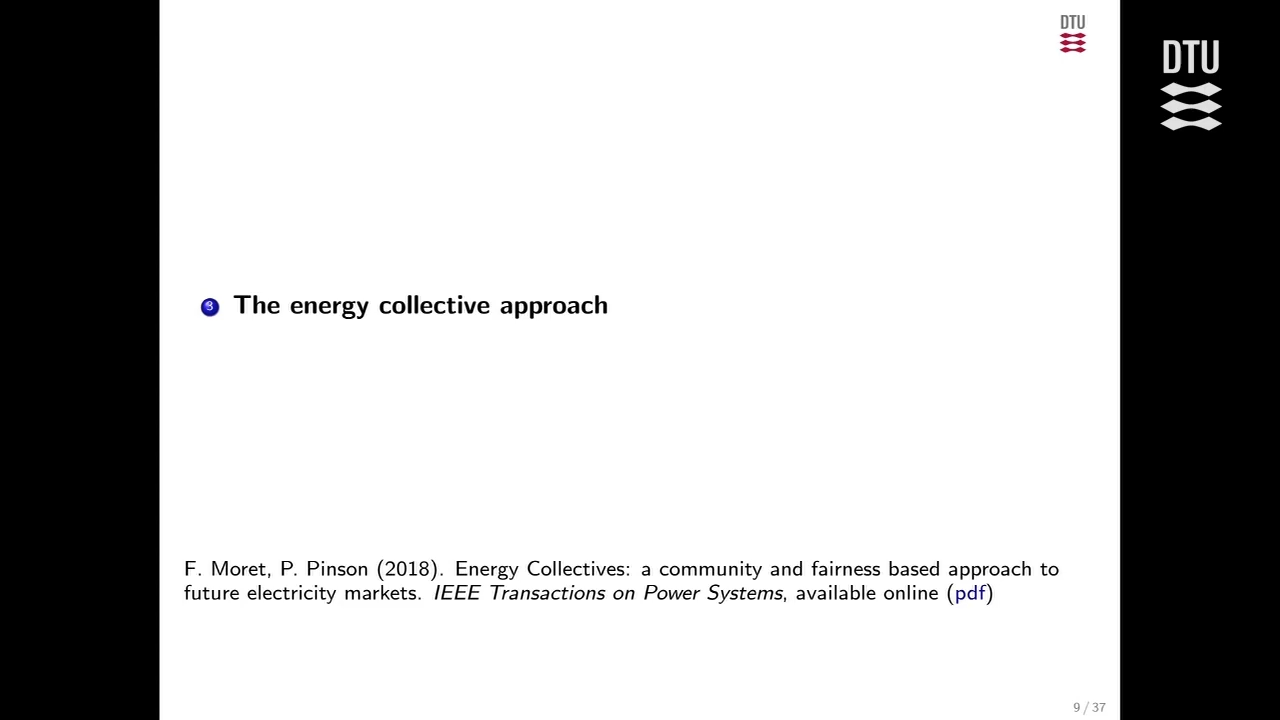 DTU
DTU
3 The energy collective approach
F. Moret, P. Pinson (2018). Energy Collectives: a community and fairness based approach to
future electricity markets. IEEE Transactions on Power Systems, available online (pdf)
9 / 37